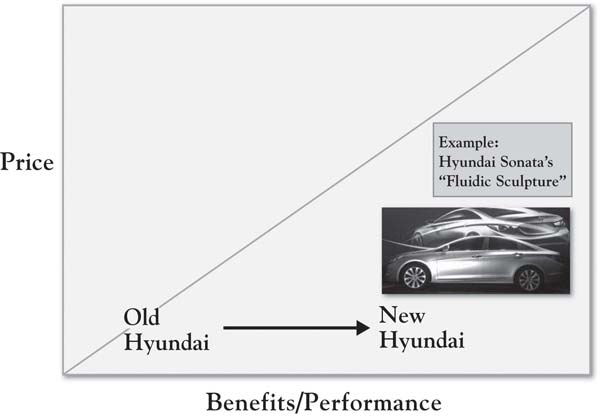 Price
Example:
Hyundai Sonata's
“Fluidic Sculpture”
Old
Hyundai
New
Hyundai
Benefits/Performance